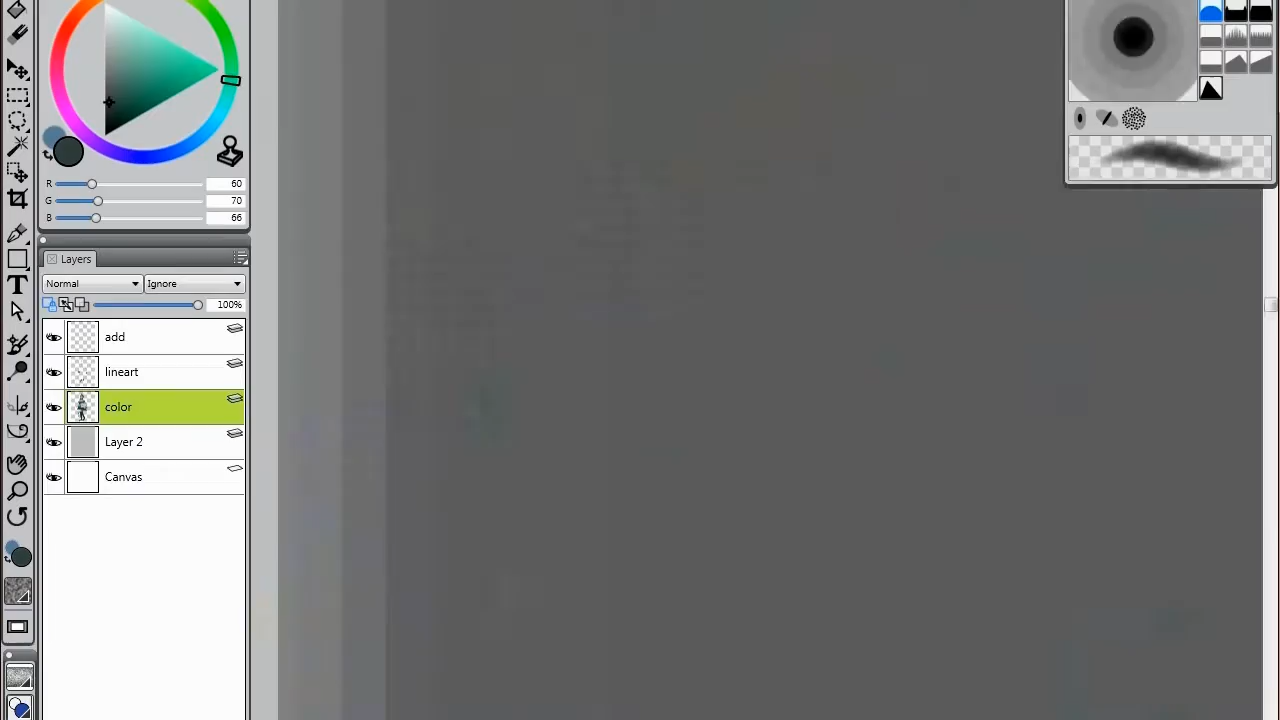 R 60
G 70
B 66
Layers
Normal Ignore
100%
add
lineart
color
Layer 2
Canvas
T